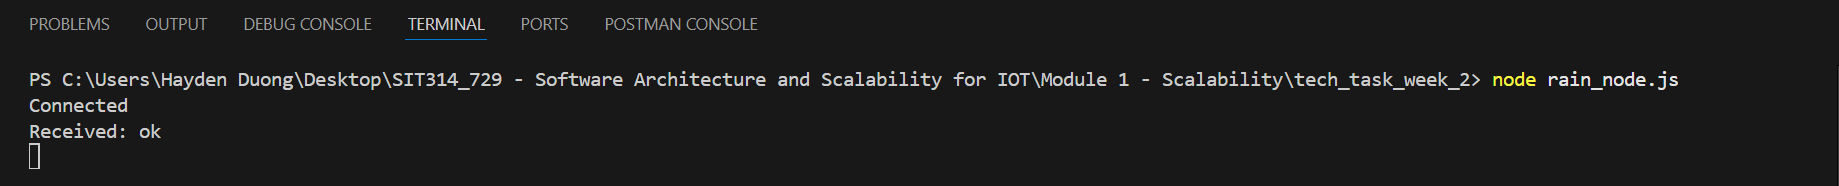 PROBLEMS OUTPUT DEBUG CONSOLE TERMINAL PORTS POSTMAN CONSOLE
PS C:\Users\Hayden Duong\Desktop\SIT314_729 - Software Architecture and Scalability for IOT\Module 1 - Scalability\tech_task_week_2> node rain_node.js
Connected
Received: ok